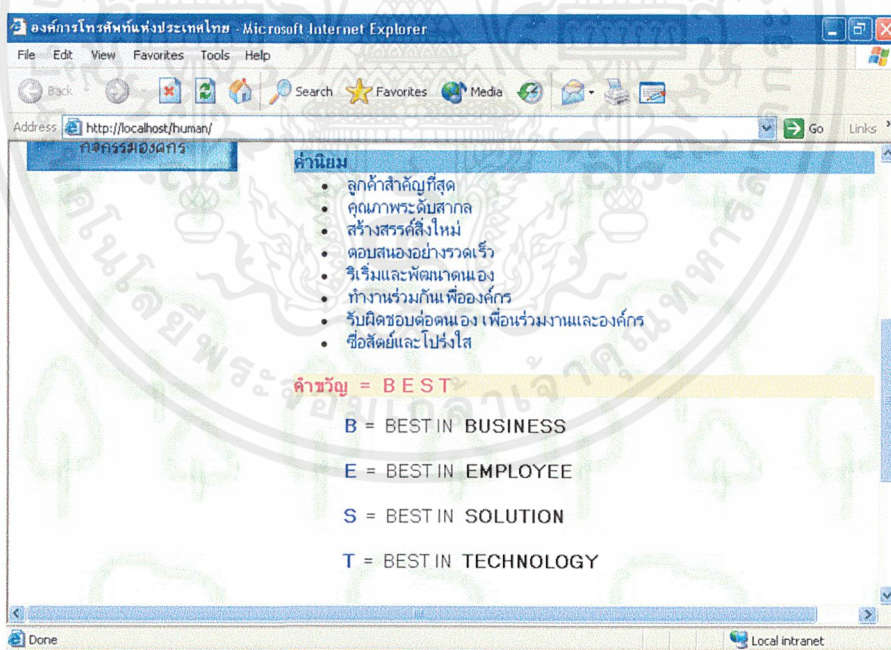 องค์การโทรศัพท์แห่งประเทศไทย - Microsoft Internet Explorer
File Edit View Favorites Tools Help
Back Search Favorites Media
Address http://localhost/human/ Go Links
กิจกรรมองค์กร
ค่านิยม
• ลูกค้าสำคัญที่สุด
• คุณภาพระดับสากล
• สร้างสรรค์สิ่งใหม่
• ตอบสนองอย่างรวดเร็ว
• ริเริ่มและพัฒนาตนเอง
• ทำงานร่วมกันเพื่อองค์กร
• รับผิดชอบต่อตนเอง เพื่อนร่วมงานและองค์กร
• ซื่อสัตย์และโปร่งใส
คำขวัญ = B E S T
B = BEST IN BUSINESS
E = BEST IN EMPLOYEE
S = BEST IN SOLUTION
T = BEST IN TECHNOLOGY
Done Local intranet